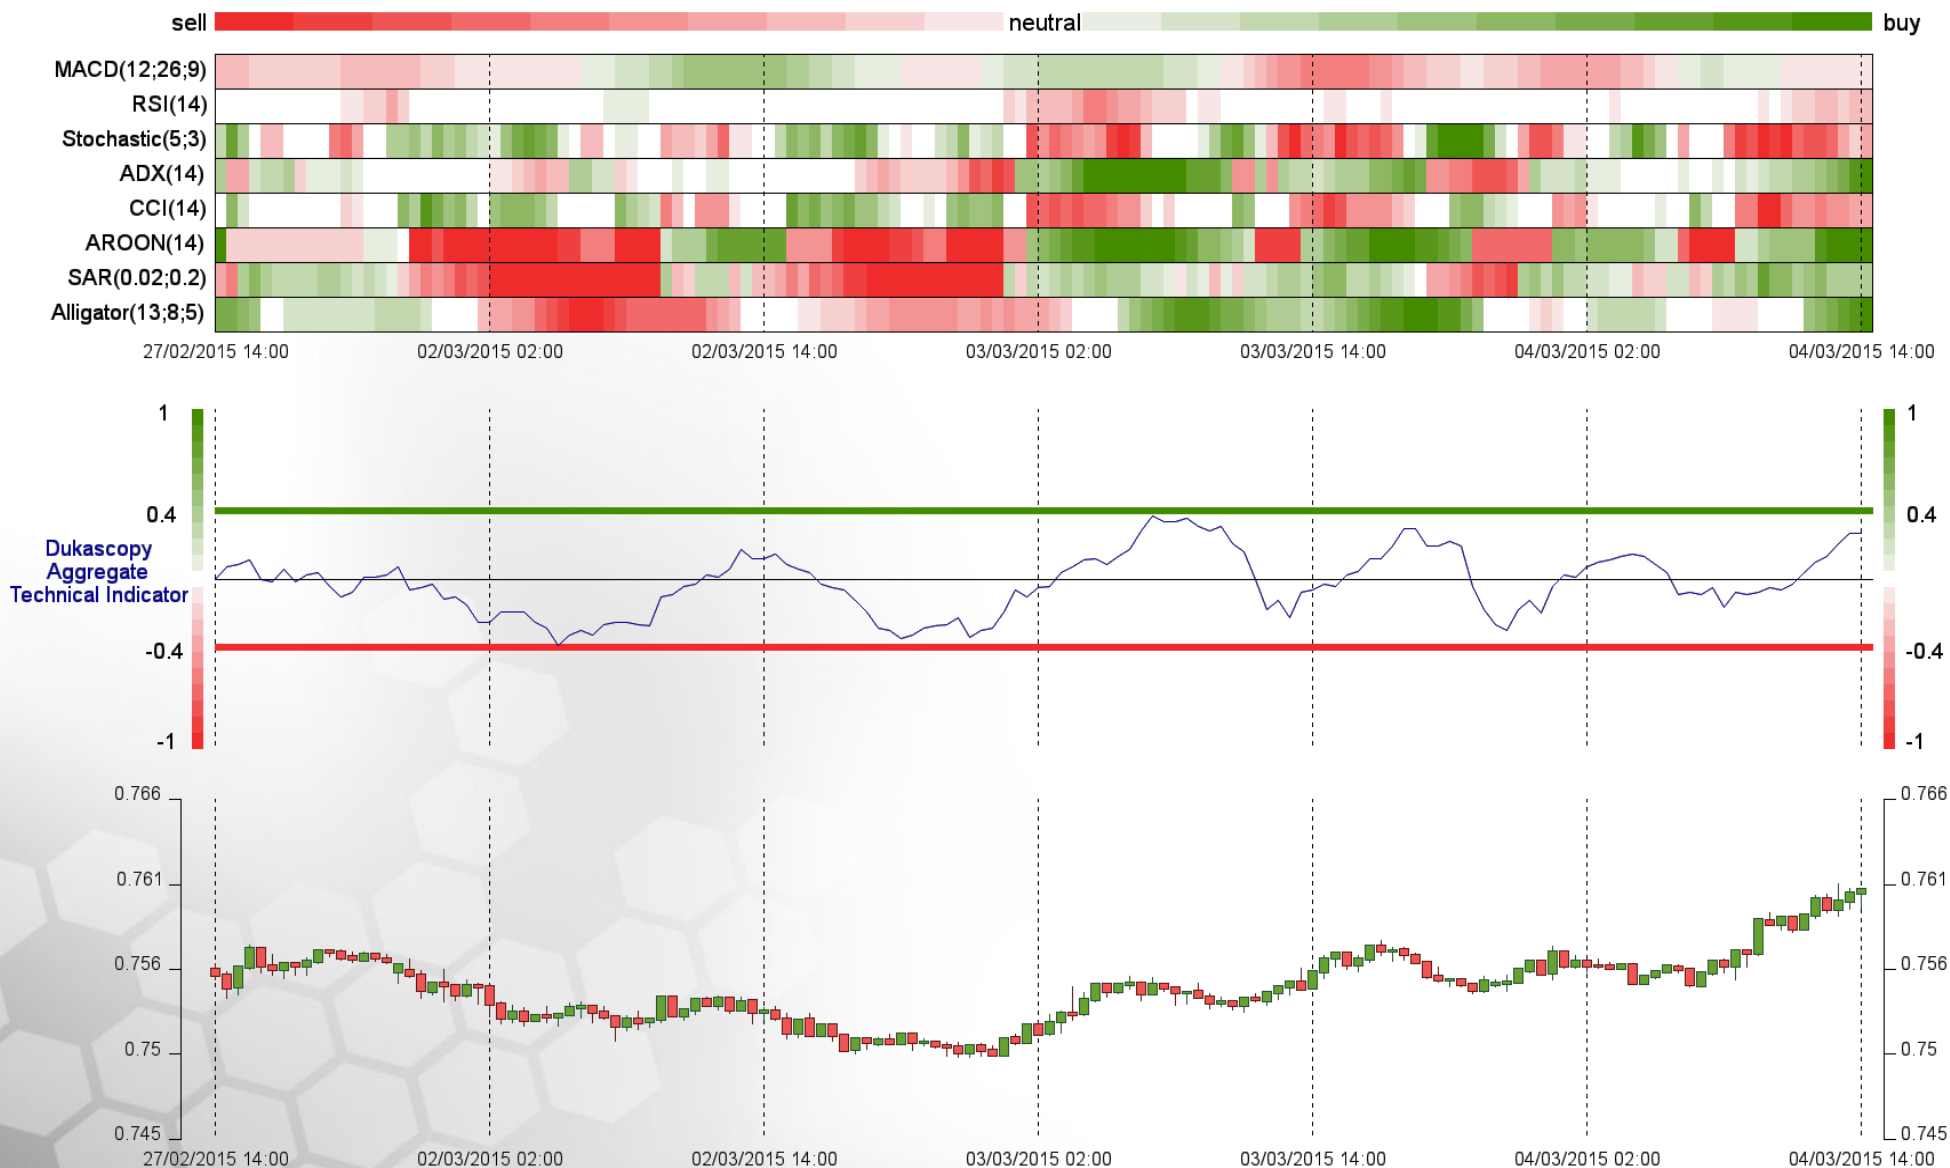 sell neutral buy
MACD(12;26;9)
RSI(14)
Stochastic(5;3)
ADX(14)
CCI(14)
AROON(14)
SAR(0.02;0.2)
Alligator(13;8;5)
27/02/2015 14:00 02/03/2015 02:00 02/03/2015 14:00 03/03/2015 02:00 03/03/2015 14:00 04/03/2015 02:00 04/03/2015 14:00
1 1
0.4 0.4
Dukascopy
Aggregate
Technical Indicator
-0.4 -0.4
-1 -1
0.766 0.766
0.761 0.761
0.756 0.756
0.75 0.75
0.745 0.745
27/02/2015 14:00 02/03/2015 02:00 02/03/2015 14:00 03/03/2015 02:00 03/03/2015 14:00 04/03/2015 02:00 04/03/2015 14:00